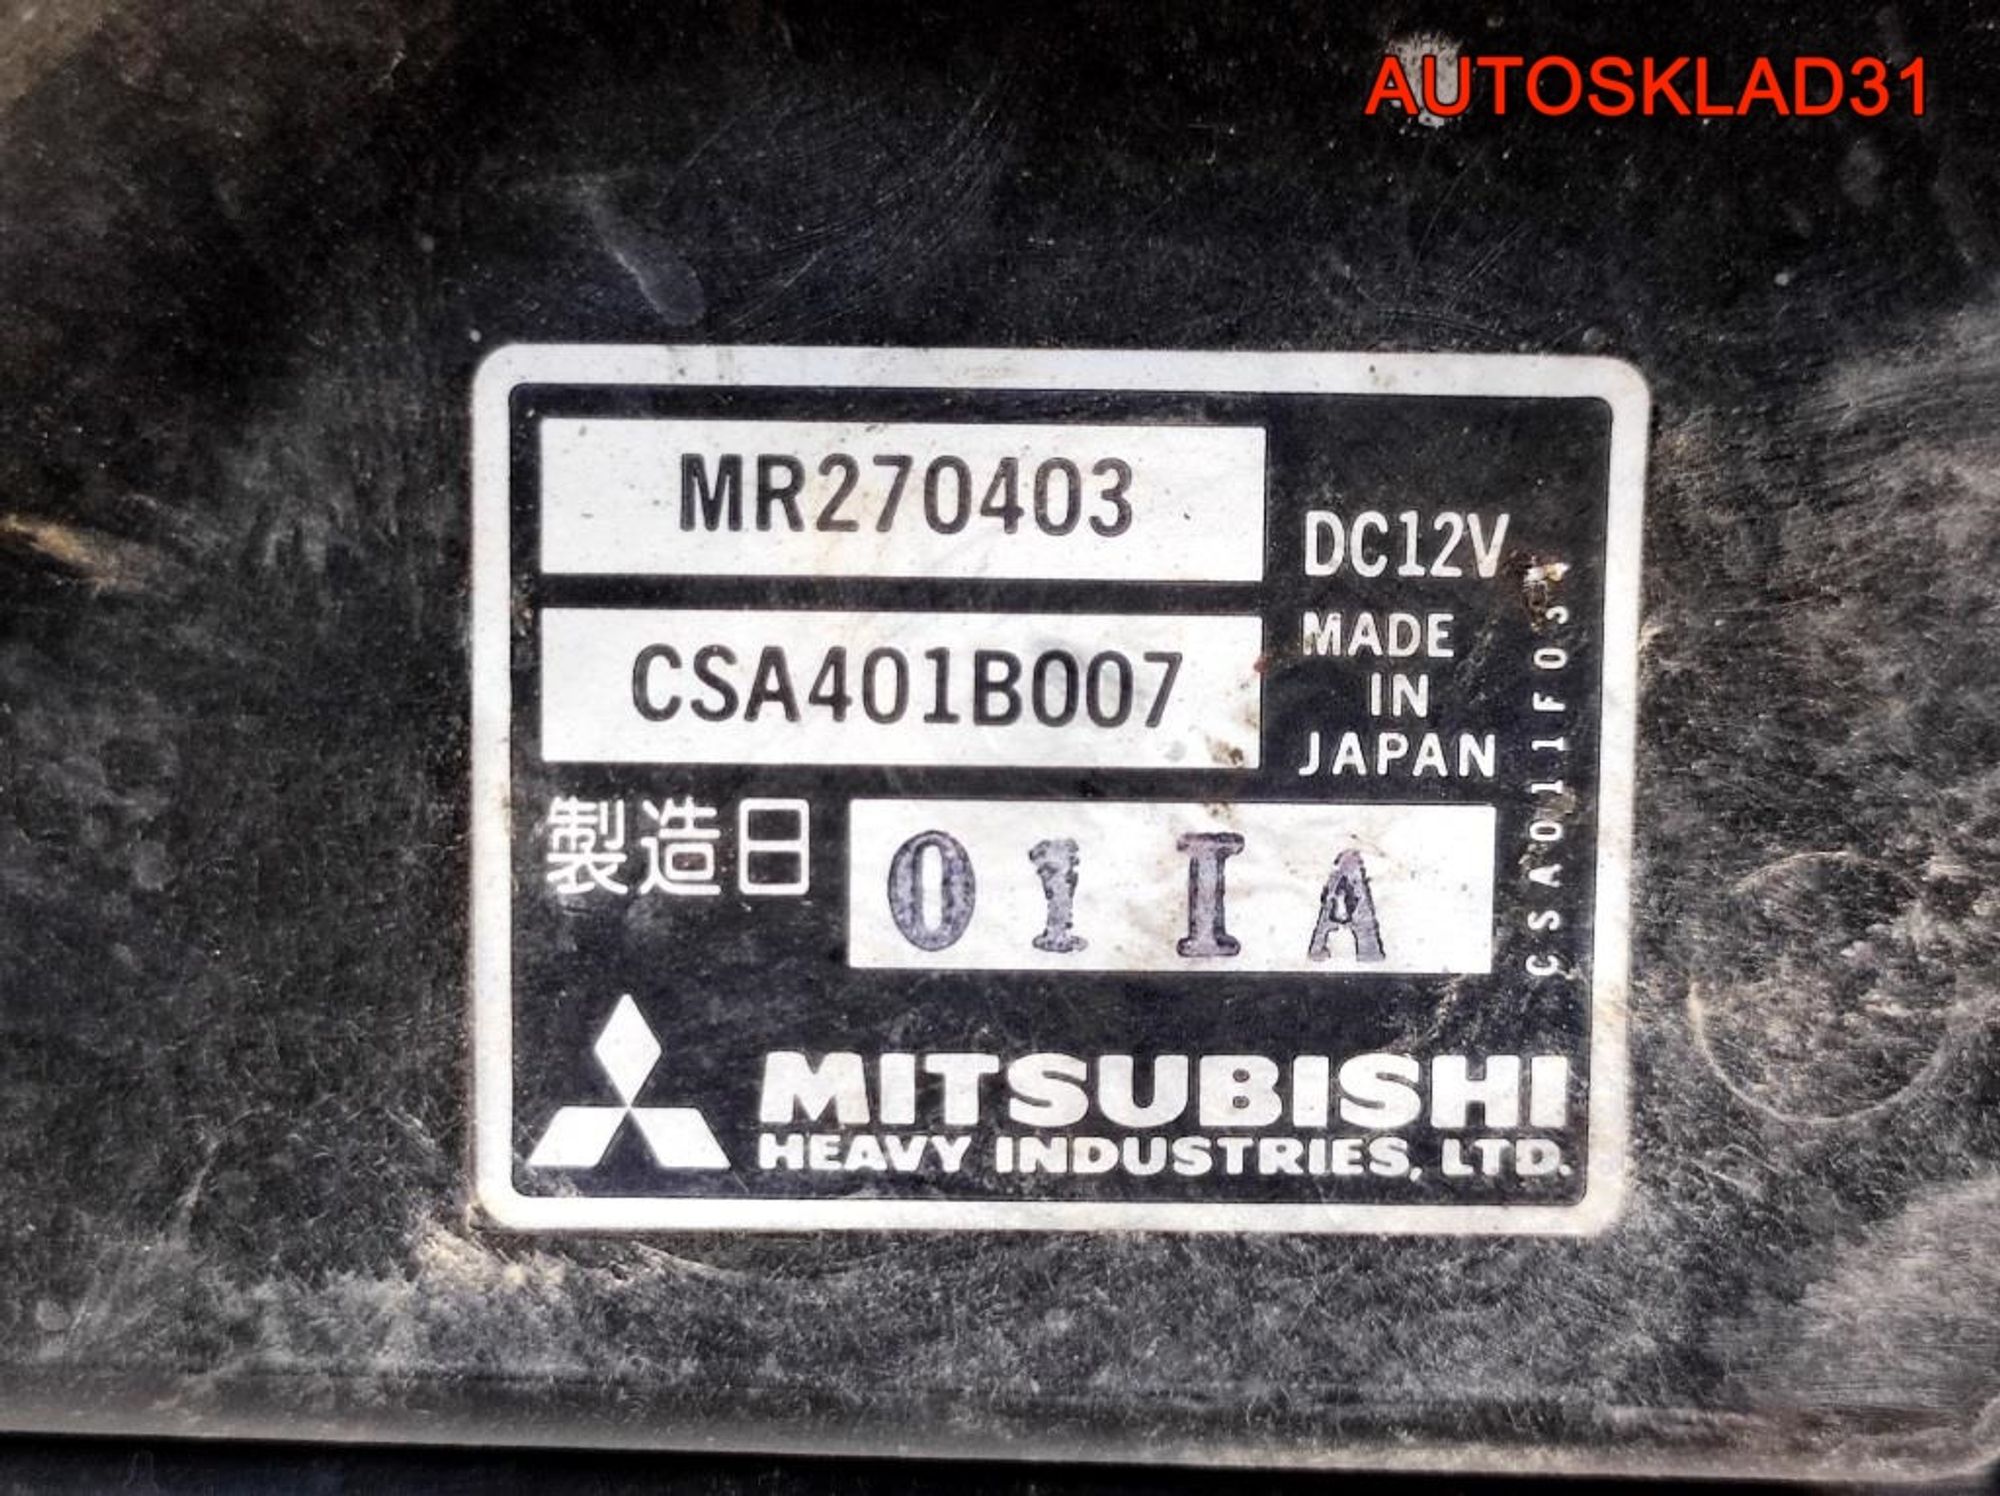 AUTOSKLAD31
MR270403
DC12V
CSA401B007
MADE
IN
JAPAN
CSA011F03
製造日
01IA
MITSUBISHI
HEAVY INDUSTRIES, LTD.